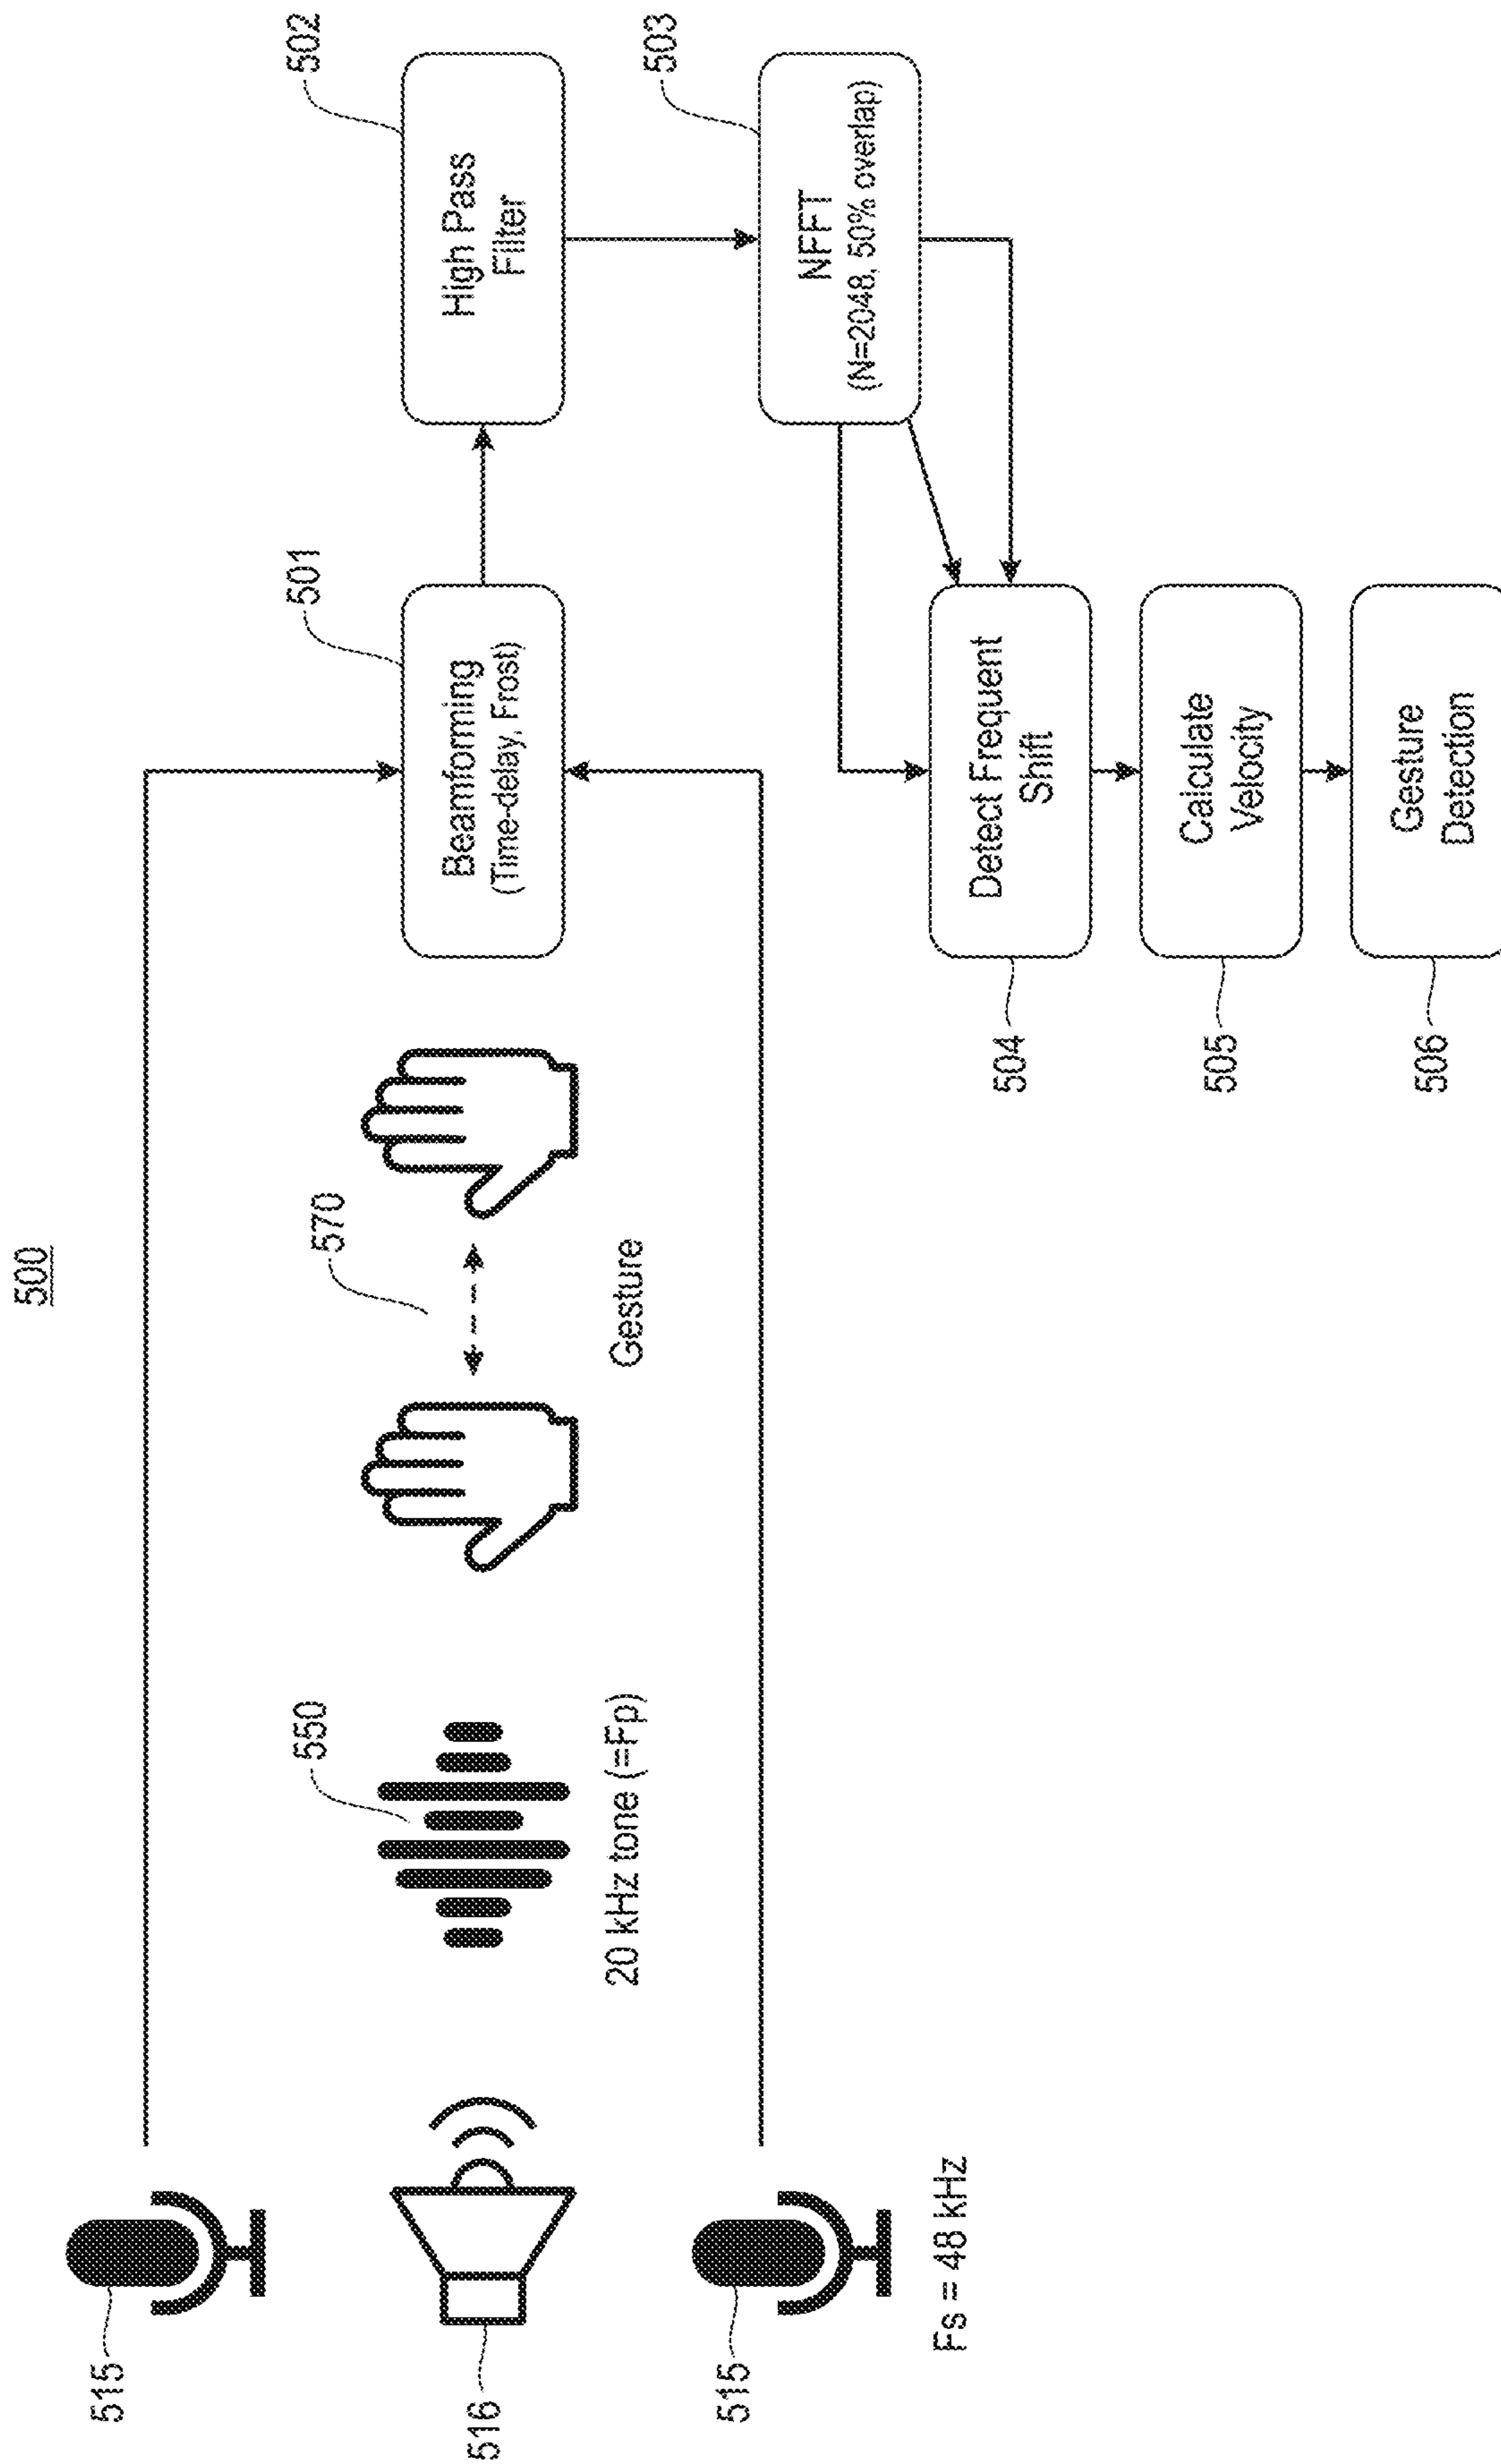 500
515
516
515
Fs = 48 kHz
550
20 kHz tone (=Fp)
570
Gesture
501
Beamforming
(Time-delay, Frost)
502
High Pass
Filter
503
NFFT
(N=2048, 50% overlap)
504
Detect Frequent
Shift
505
Calculate
Velocity
506
Gesture
Detection